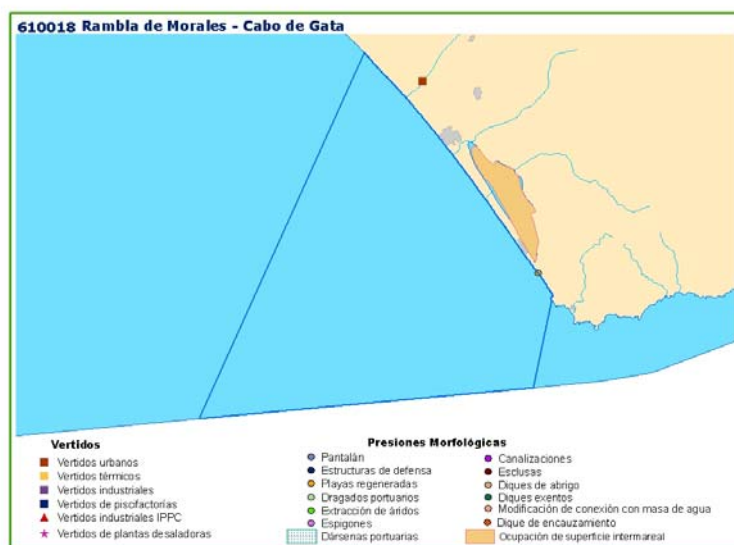 610018 Rambla de Morales - Cabo de Gata
Vertidos
Vertidos urbanos
Vertidos térmicos
Vertidos industriales
Vertidos de piscifactorías
Vertidos industriales IPPC
Vertidos de plantas desaladoras
Presiones Morfológicas
Pantalán
Estructuras de defensa
Playas regeneradas
Dragados portuarios
Extracción de áridos
Espigones
Dársenas portuarias
Canalizaciones
Esclusas
Diques de abrigo
Diques exentos
Modificación de conexión con masa de agua
Dique de encauzamiento
Ocupación de superficie intermareal